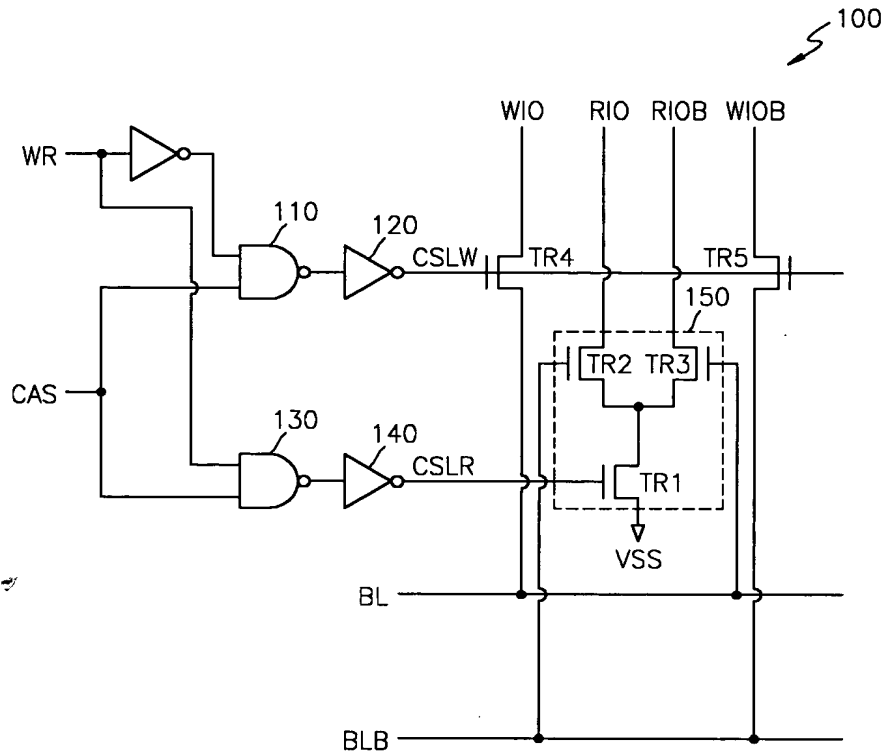 100
WIO RIO RIOB WIOB
WR
110
120
CSLW TR4 TR5
150
TR2 TR3
CAS
130
140
CSLR
TR1
VSS
BL
BLB